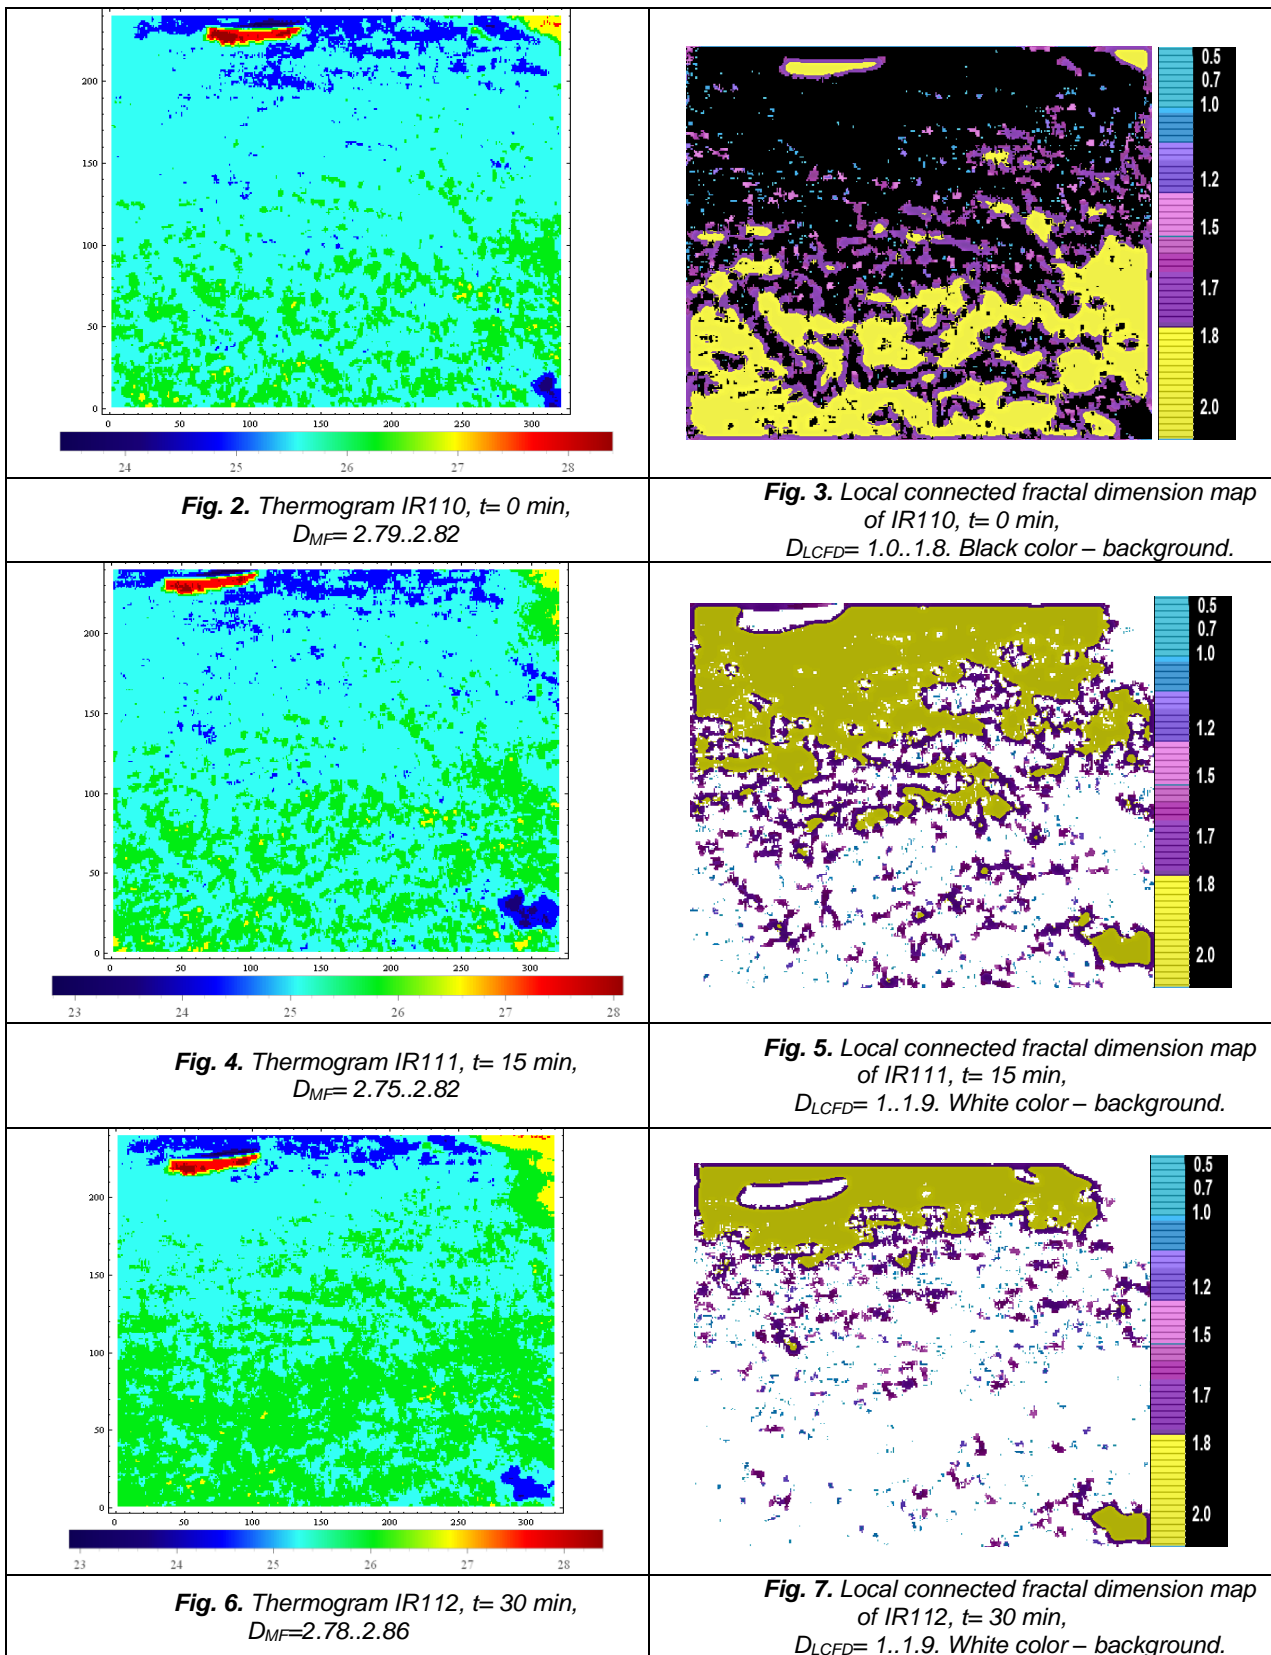 200
150
100
50
0
0 50 100 150 200 250 300
24 25 26 27 28
0.5
0.7
1.0
1.2
1.5
1.7
1.8
2.0
Fig. 2. Thermogram IR110, t= 0 min,
DMF= 2.79..2.82
Fig. 3. Local connected fractal dimension map
of IR110, t= 0 min,
DLCFD= 1.0..1.8. Black color – background.
200
150
100
50
0
0 50 100 150 200 250 300
23 24 25 26 27 28
0.5
0.7
1.0
1.2
1.5
1.7
1.8
2.0
Fig. 4. Thermogram IR111, t= 15 min,
DMF= 2.75..2.82
Fig. 5. Local connected fractal dimension map
of IR111, t= 15 min,
DLCFD= 1..1.9. White color – background.
200
150
100
50
0
0 50 100 150 200 250 300
23 24 25 26 27 28
0.5
0.7
1.0
1.2
1.5
1.7
1.8
2.0
Fig. 6. Thermogram IR112, t= 30 min,
DMF=2.78..2.86
Fig. 7. Local connected fractal dimension map
of IR112, t= 30 min,
DLCFD= 1..1.9. White color – background.